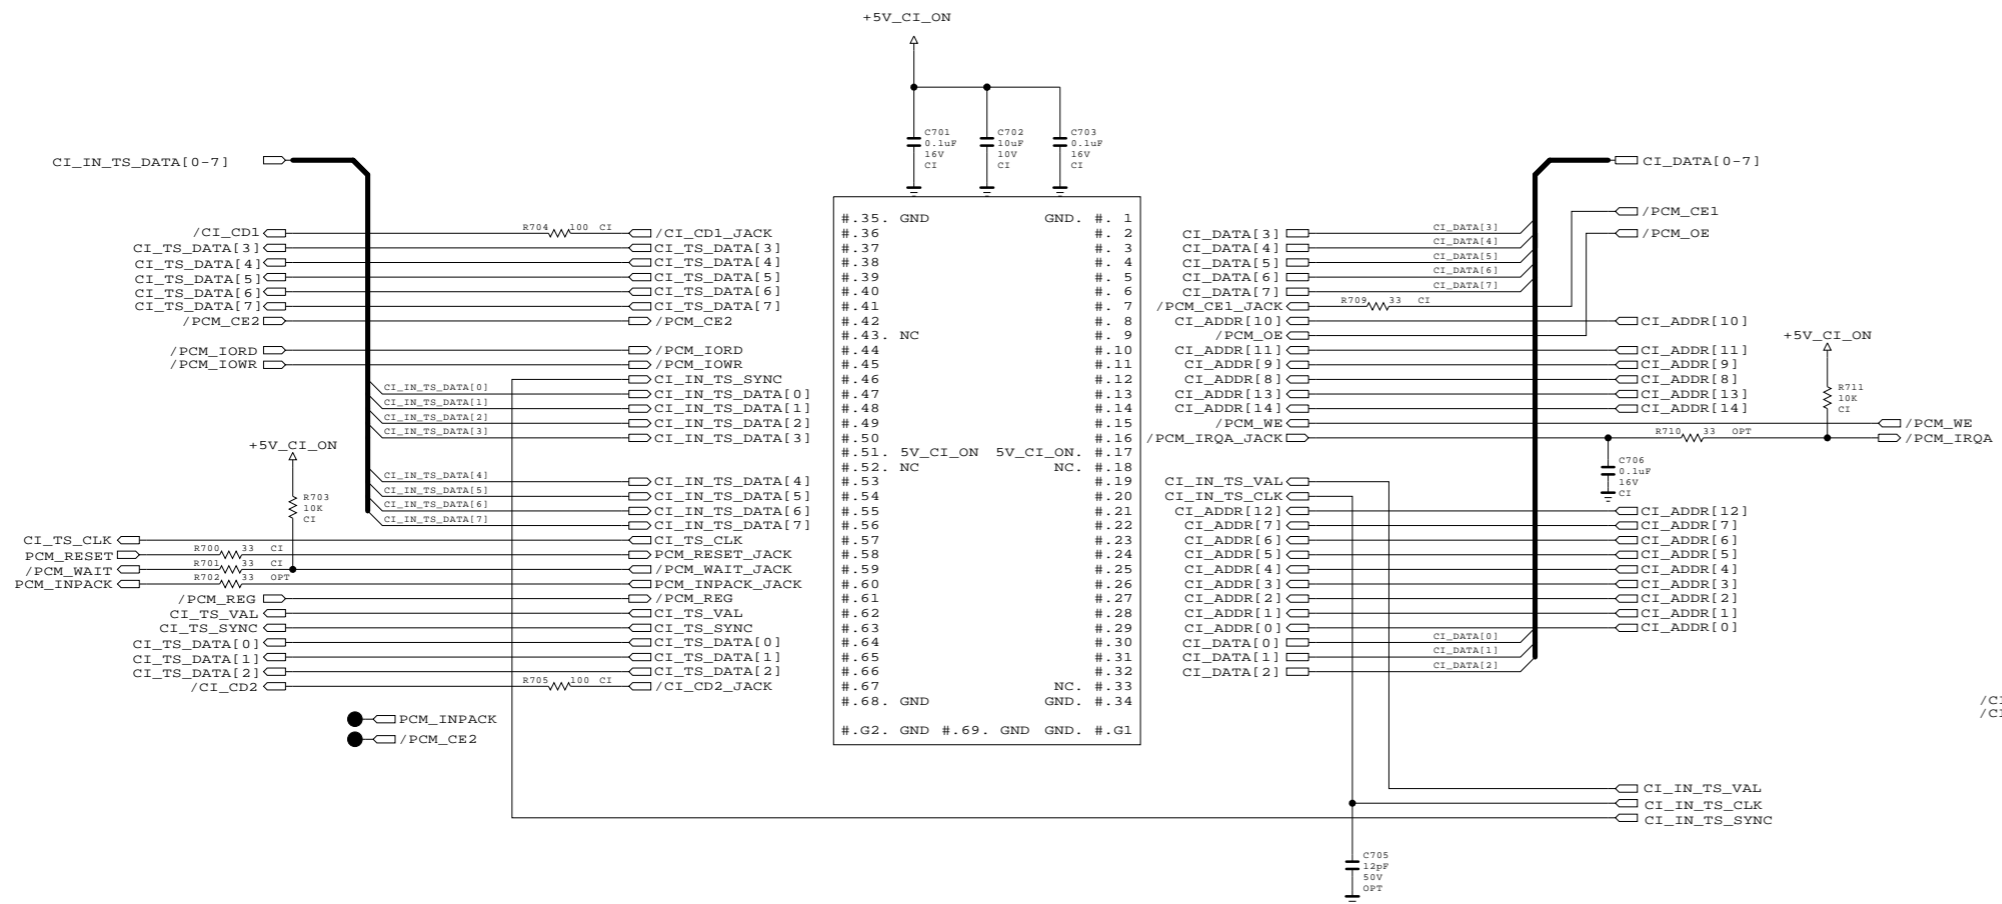 +5V_CI_ON
C701
0.1uF
16V
CI
C702
10uF
10V
CI
C703
0.1uF
16V
CI
CI_IN_TS_DATA[0-7]
CI_DATA[0-7]
/PCM_CE1
/PCM_OE
/CI_CD1 R704 100 CI /CI_CD1_JACK
CI_TS_DATA[3] CI_TS_DATA[3]
CI_TS_DATA[4] CI_TS_DATA[4]
CI_TS_DATA[5] CI_TS_DATA[5]
CI_TS_DATA[6] CI_TS_DATA[6]
CI_TS_DATA[7] CI_TS_DATA[7]
/PCM_CE2 /PCM_CE2
/PCM_IORD /PCM_IORD
/PCM_IOWR /PCM_IOWR
CI_IN_TS_SYNC
CI_IN_TS_DATA[0] CI_IN_TS_DATA[0]
CI_IN_TS_DATA[1] CI_IN_TS_DATA[1]
CI_IN_TS_DATA[2] CI_IN_TS_DATA[2]
CI_IN_TS_DATA[3] CI_IN_TS_DATA[3]
+5V_CI_ON
R703
10K
CI
CI_IN_TS_DATA[4] CI_IN_TS_DATA[4]
CI_IN_TS_DATA[5] CI_IN_TS_DATA[5]
CI_IN_TS_DATA[6] CI_IN_TS_DATA[6]
CI_IN_TS_DATA[7] CI_IN_TS_DATA[7]
CI_TS_CLK CI_TS_CLK
PCM_RESET R700 33 CI PCM_RESET_JACK
/PCM_WAIT R701 33 CI /PCM_WAIT_JACK
PCM_INPACK R702 33 OPT PCM_INPACK_JACK
/PCM_REG /PCM_REG
CI_TS_VAL CI_TS_VAL
CI_TS_SYNC CI_TS_SYNC
CI_TS_DATA[0] CI_TS_DATA[0]
CI_TS_DATA[1] CI_TS_DATA[1]
CI_TS_DATA[2] CI_TS_DATA[2]
/CI_CD2 R705 100 CI /CI_CD2_JACK
PCM_INPACK
/PCM_CE2
#.35. GND GND. #. 1
#.36 #. 2
#.37 #. 3
#.38 #. 4
#.39 #. 5
#.40 #. 6
#.41 #. 7
#.42 #. 8
#.43. NC #. 9
#.44 #.10
#.45 #.11
#.46 #.12
#.47 #.13
#.48 #.14
#.49 #.15
#.50 #.16
#.51. 5V_CI_ON 5V_CI_ON. #.17
#.52. NC NC. #.18
#.53 #.19
#.54 #.20
#.55 #.21
#.56 #.22
#.57 #.23
#.58 #.24
#.59 #.25
#.60 #.26
#.61 #.27
#.62 #.28
#.63 #.29
#.64 #.30
#.65 #.31
#.66 #.32
#.67 NC. #.33
#.68. GND GND. #.34
#.G2. GND #.69. GND GND. #.G1
CI_DATA[3] CI_DATA[3]
CI_DATA[4] CI_DATA[4]
CI_DATA[5] CI_DATA[5]
CI_DATA[6] CI_DATA[6]
CI_DATA[7] CI_DATA[7]
/PCM_CE1_JACK R709 33 CI
CI_ADDR[10] CI_ADDR[10]
/PCM_OE
CI_ADDR[11] CI_ADDR[11]
CI_ADDR[9] CI_ADDR[9]
CI_ADDR[8] CI_ADDR[8]
CI_ADDR[13] CI_ADDR[13]
CI_ADDR[14] CI_ADDR[14]
/PCM_WE /PCM_WE
/PCM_IRQA_JACK R710 33 OPT /PCM_IRQA
+5V_CI_ON
R711
10K
CI
C706
0.1uF
16V
CI
CI_IN_TS_VAL
CI_IN_TS_CLK
CI_ADDR[12] CI_ADDR[12]
CI_ADDR[7] CI_ADDR[7]
CI_ADDR[6] CI_ADDR[6]
CI_ADDR[5] CI_ADDR[5]
CI_ADDR[4] CI_ADDR[4]
CI_ADDR[3] CI_ADDR[3]
CI_ADDR[2] CI_ADDR[2]
CI_ADDR[1] CI_ADDR[1]
CI_ADDR[0] CI_ADDR[0]
CI_DATA[0] CI_DATA[0]
CI_DATA[1] CI_DATA[1]
CI_DATA[2] CI_DATA[2]
CI_IN_TS_VAL
CI_IN_TS_CLK
CI_IN_TS_SYNC
C705
12pF
50V
OPT